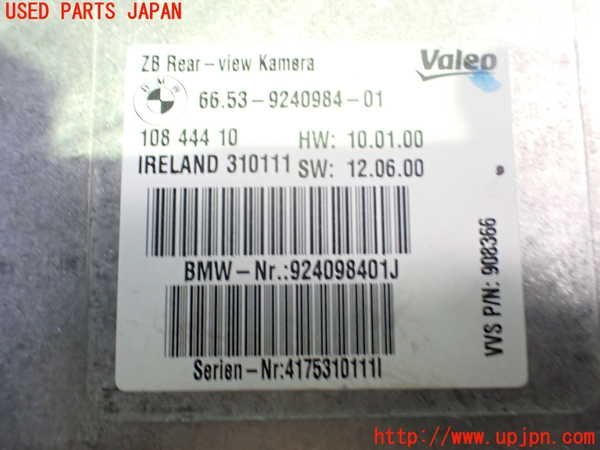 USED PARTS JAPAN
ZB Rear-view Kamera
Valeo
BMW
66.53-9240984-01
108 444 10 HW: 10.01.00
IRELAND 310111 SW: 12.06.00
BMW-Nr.:924098401J
Serien-Nr:4175310111I
VVS P/N: 908366
http://www.upjpn.com